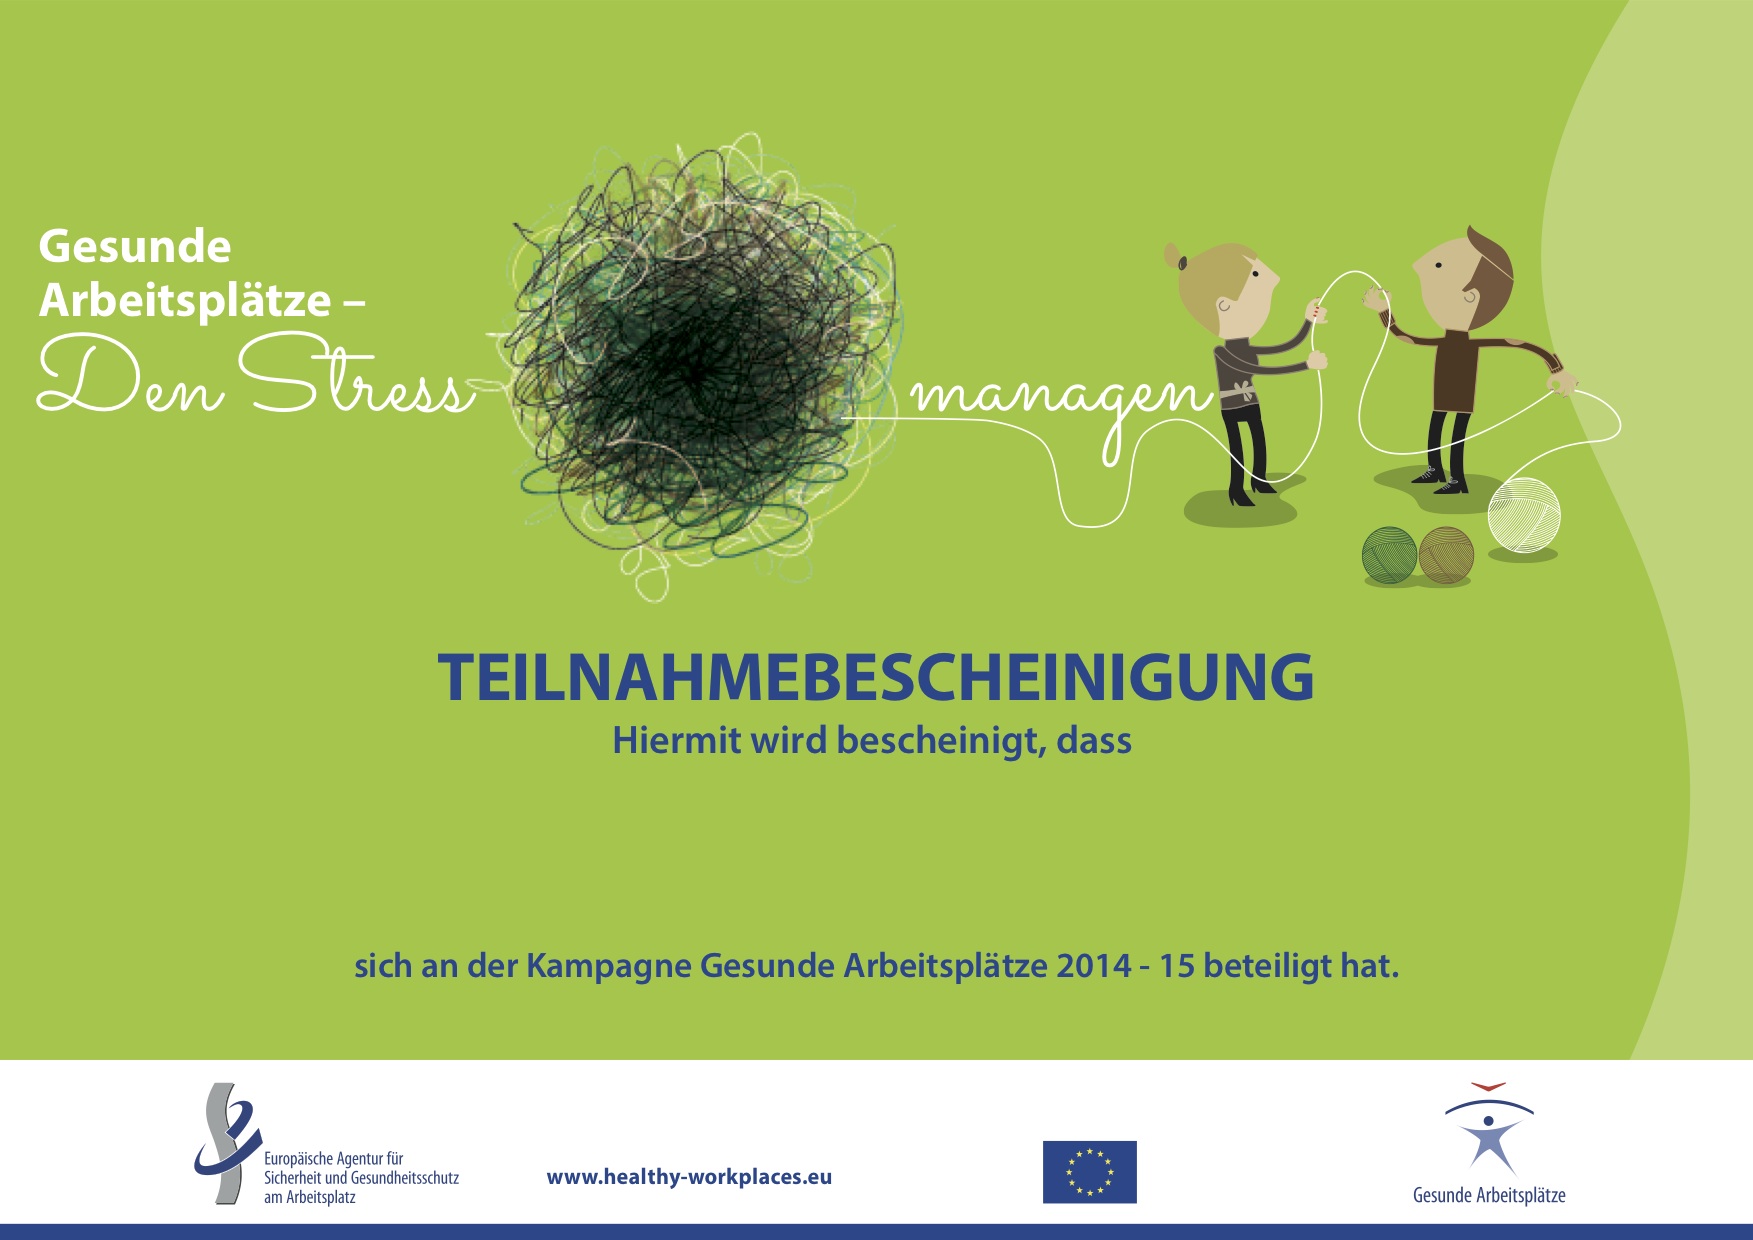 Gesunde
Arbeitsplätze –
Den Stress managen
TEILNAHMEBESCHEINIGUNG
Hiermit wird bescheinigt, dass
sich an der Kampagne Gesunde Arbeitsplätze 2014 - 15 beteiligt hat.
Europäische Agentur für
Sicherheit und Gesundheitsschutz
am Arbeitsplatz
www.healthy-workplaces.eu
Gesunde Arbeitsplätze